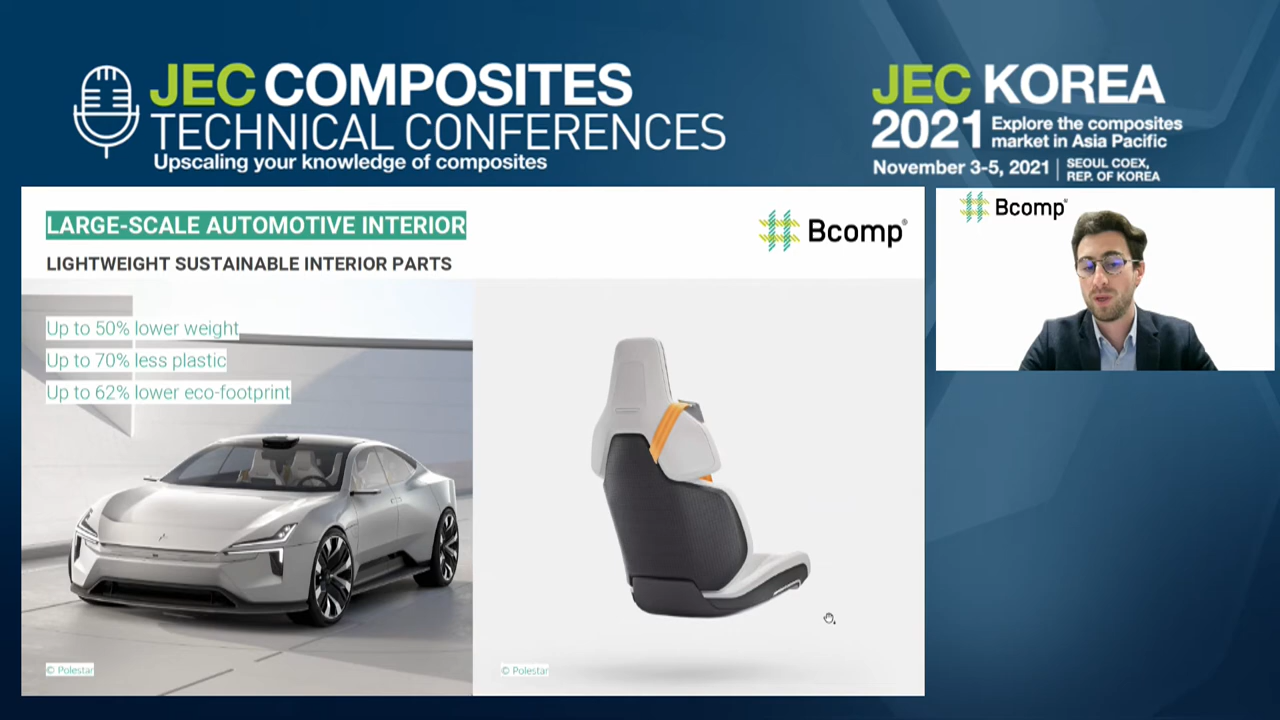 JEC COMPOSITES
TECHNICAL CONFERENCES
Upscaling your knowledge of composites
JEC KOREA
2021 Explore the composites
market in Asia Pacific
November 3-5, 2021 | SEOUL COEX,
REP. OF KOREA
LARGE-SCALE AUTOMOTIVE INTERIOR
LIGHTWEIGHT SUSTAINABLE INTERIOR PARTS
Bcomp®
Up to 50% lower weight
Up to 70% less plastic
Up to 62% lower eco-footprint
© Polestar
© Polestar
Bcomp®